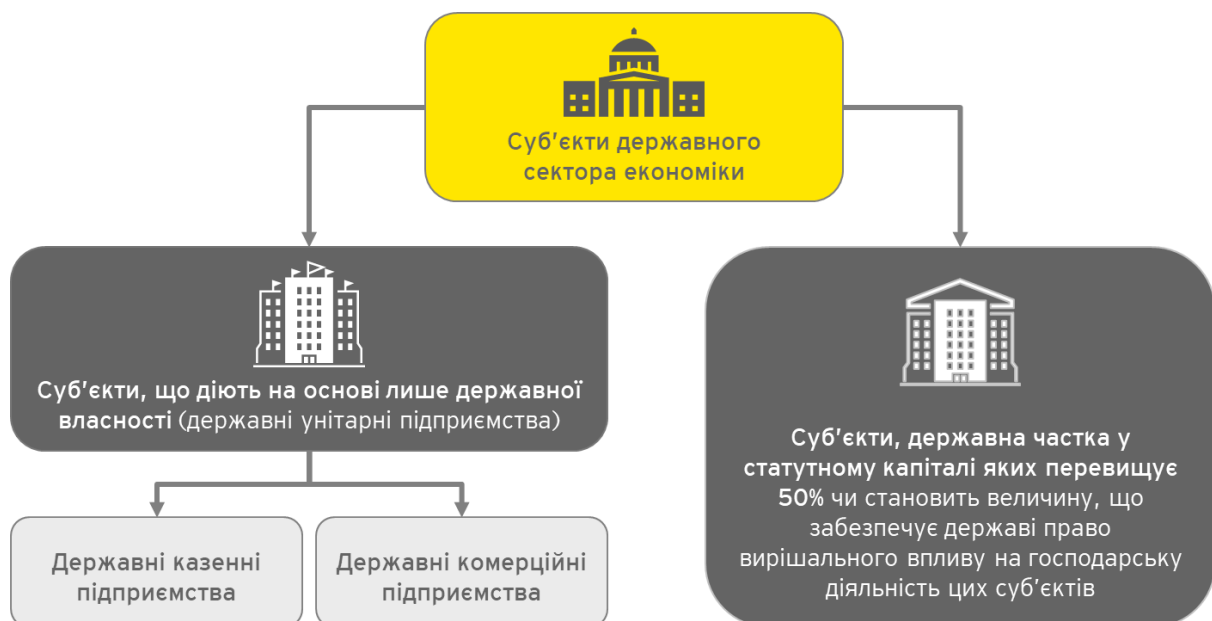 Суб'єкти державного
сектора економіки
Суб'єкти, що діють на основі лише державної
власності (державні унітарні підприємства)
Державні казенні
підприємства
Державні комерційні
підприємства
Суб'єкти, державна частка у
статутному капіталі яких перевищує
50% чи становить величину, що
забезпечує державі право
вирішального впливу на господарську
діяльність цих суб'єктів